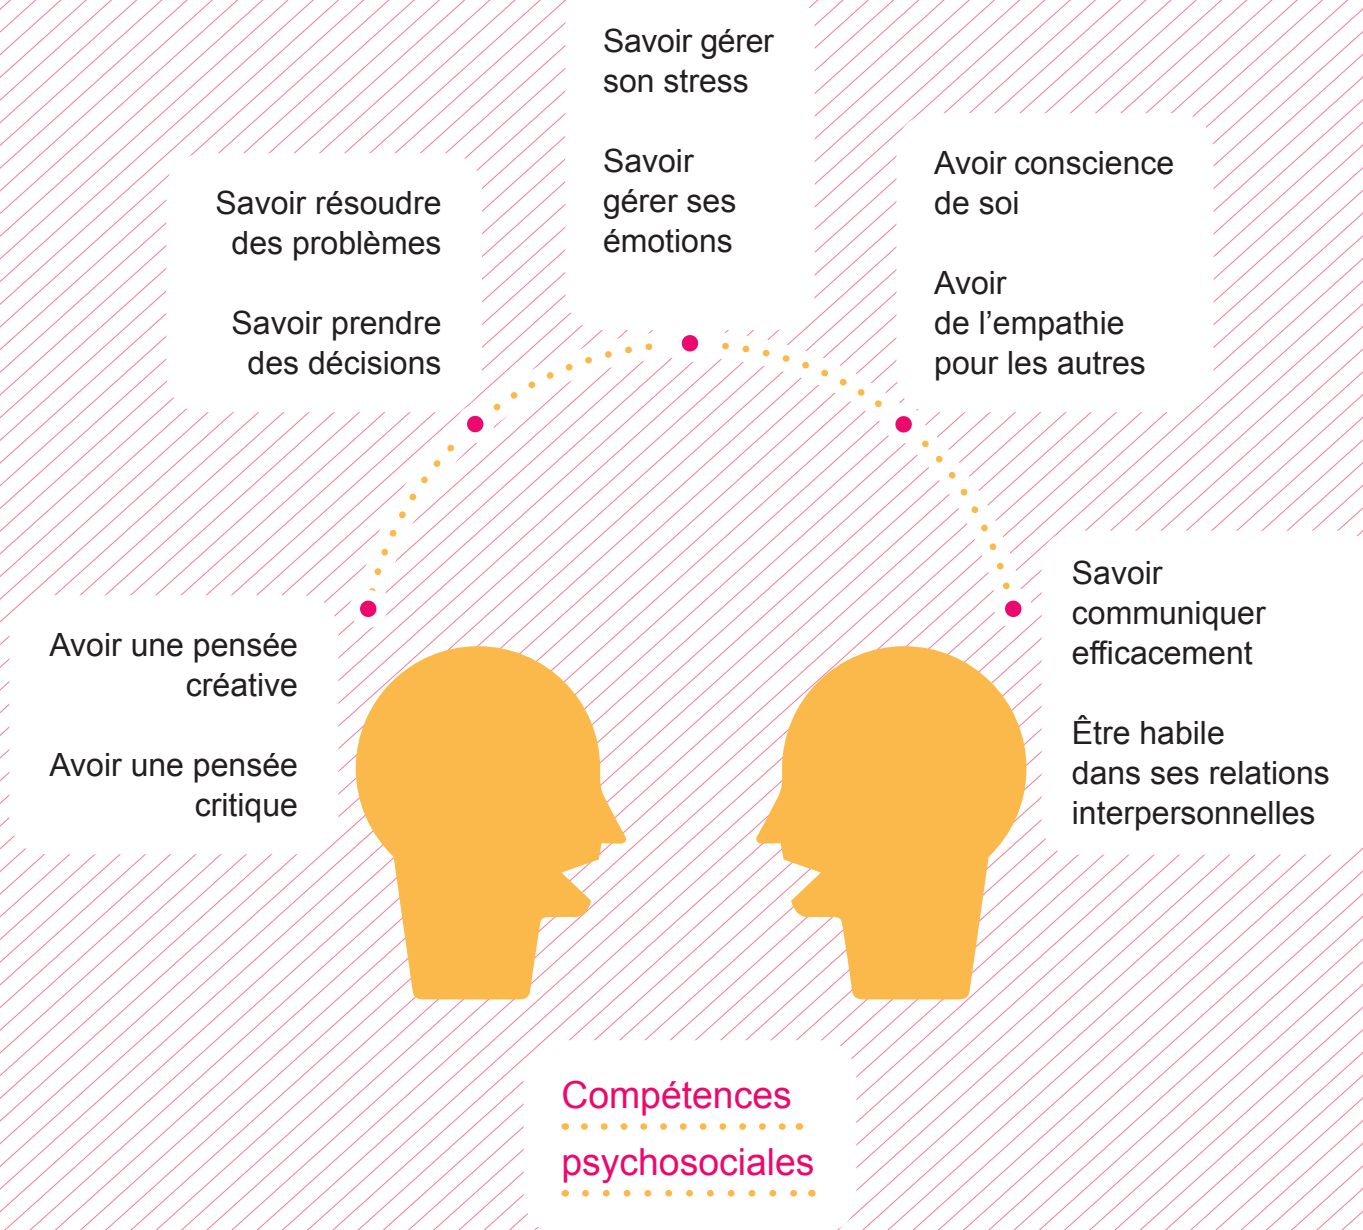 Savoir gérer
son stress
Savoir
gérer ses
émotions
Savoir résoudre
des problèmes
Savoir prendre
des décisions
Avoir conscience
de soi
Avoir
de l’empathie
pour les autres
Avoir une pensée
créative
Avoir une pensée
critique
Savoir
communiquer
efficacement
Être habile
dans ses relations
interpersonnelles
Compétences
psychosociales